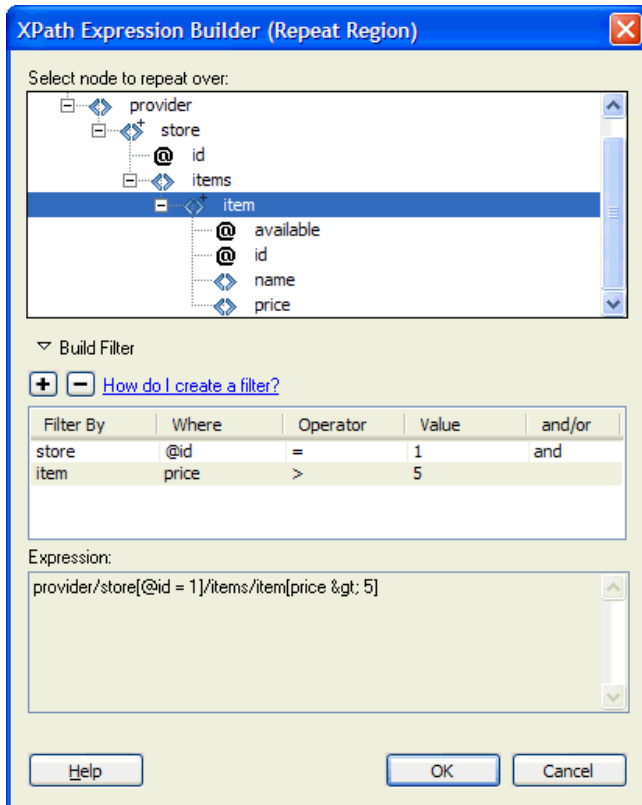 XPath Expression Builder (Repeat Region)
Select node to repeat over:
provider
store
@ id
items
item
@ available
@ id
name
price
Build Filter
How do I create a filter?
Filter By Where Operator Value and/or
store @id = 1 and
item price > 5
Expression:
provider/store[@id = 1]/items/item[price &gt; 5]
Help OK Cancel